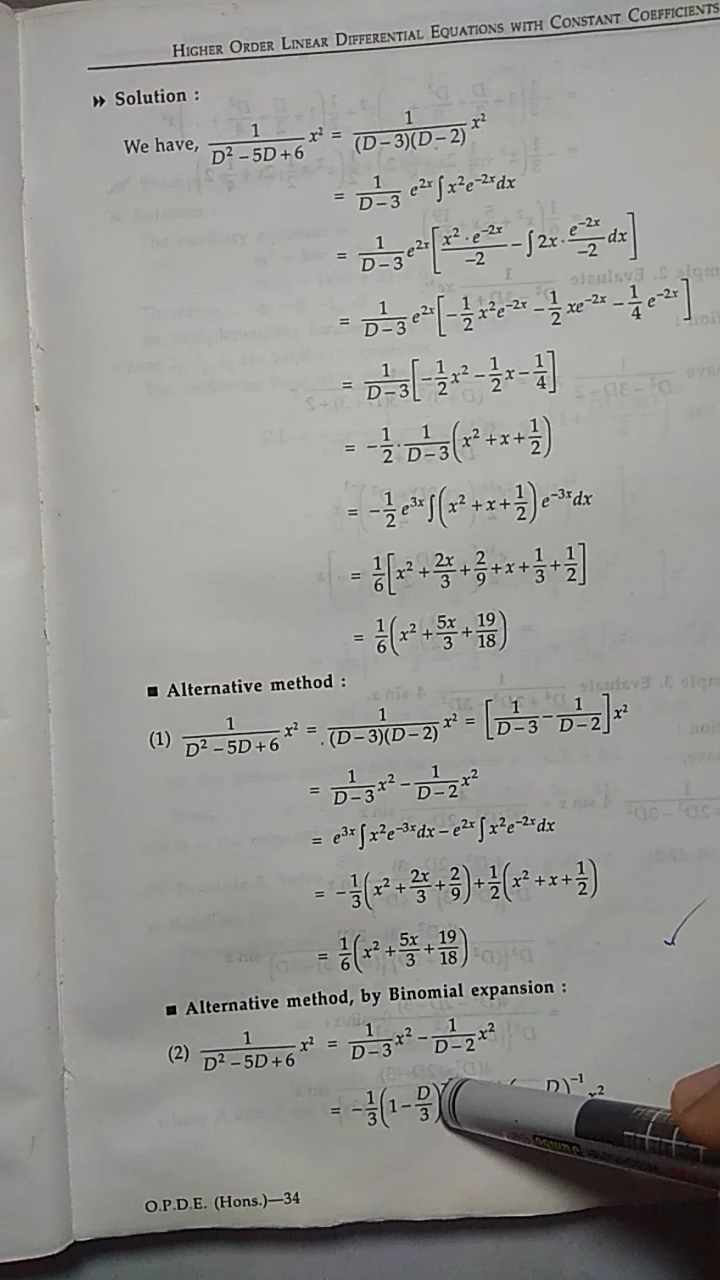 HIGHER ORDER LINEAR DIFFERENTIAL EQUATIONS WITH CONSTANT COEFFICIENTS
▸▸ Solution :
We have, 1/(D² – 5D + 6) x² = 1/((D – 3)(D – 2)) x²
= 1/(D – 3) e^{2x} ∫ x² e^{–2x} dx
= 1/(D – 3) e^{2x} [ (x² · e^{–2x})/(–2) – ∫ 2x · e^{–2x}/(–2) dx ]
= 1/(D – 3) e^{2x} [ –1/2 x² e^{–2x} – 1/2 x e^{–2x} – 1/4 e^{–2x} ]
= 1/(D – 3) [ –1/2 x² – 1/2 x – 1/4 ]
= –1/2 · 1/(D – 3) ( x² + x + 1/2 )
= –1/2 e^{3x} ∫ ( x² + x + 1/2 ) e^{–3x} dx
= 1/6 [ x² + 2x/3 + 2/9 + x + 1/3 + 1/2 ]
= 1/6 ( x² + 5x/3 + 19/18 )
■ Alternative method :
(1) 1/(D² – 5D + 6) x² = 1/((D – 3)(D – 2)) x² = [ 1/(D – 3) – 1/(D – 2) ] x²
= 1/(D – 3) x² – 1/(D – 2) x²
= e^{3x} ∫ x² e^{–3x} dx – e^{2x} ∫ x² e^{–2x} dx
= –1/3 ( x² + 2x/3 + 2/9 ) + 1/2 ( x² + x + 1/2 )
= 1/6 ( x² + 5x/3 + 19/18 )
■ Alternative method, by Binomial expansion :
(2) 1/(D² – 5D + 6) x² = 1/(D – 3) x² – 1/(D – 2) x²
= –1/3 ( 1 – D/3 ) D )^{–1} x²
O.P.D.E. (Hons.)—34